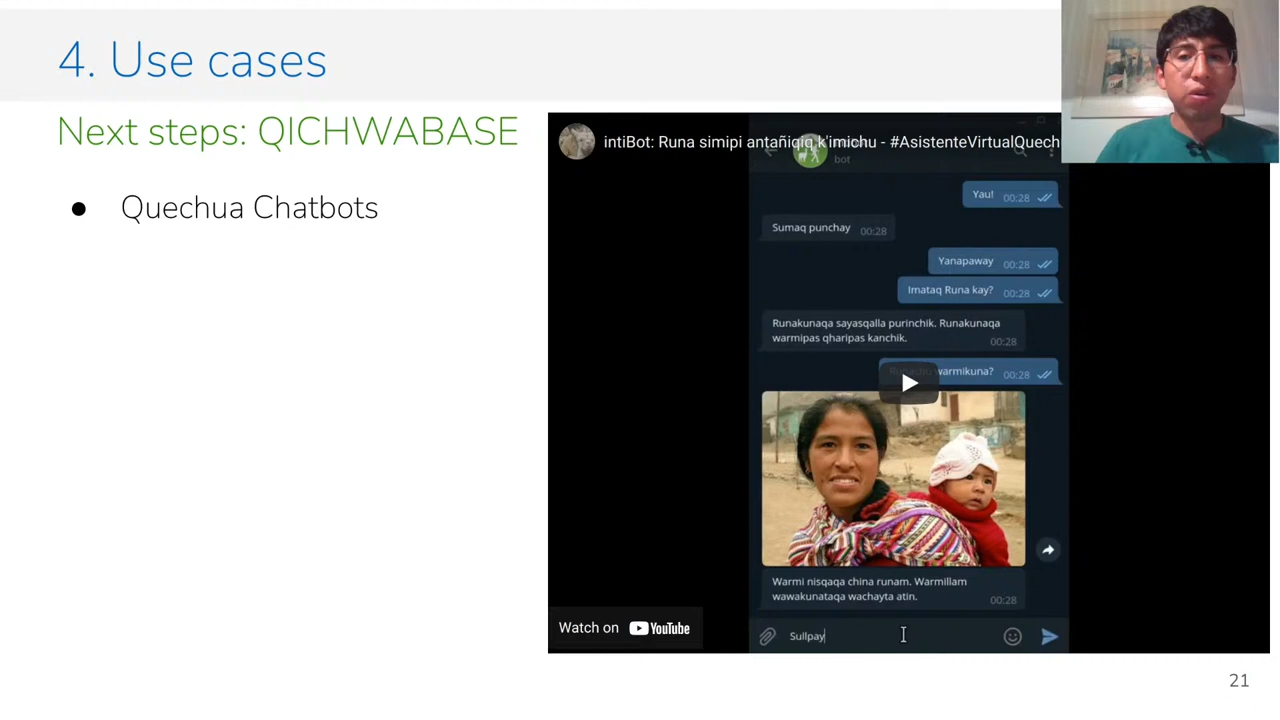 4. Use cases
Next steps: QICHWABASE
● Quechua Chatbots
intiBot: Runa simipi antañiqiq k'imichu - #AsistenteVirtualQuech
bot
Yau! 00:28
Sumaq punchay 00:28
Yanapaway 00:28
Imataq Runa kay? 00:28
Runakunaqa sayasqalla purinchik. Runakunaqa
warmipas qharipas kanchik. 00:28
warmikuna? 00:28
Warmi nisqaqa china runam. Warmillam
wawakunataqa wachayta atin. 00:28
Sullpay
Watch on YouTube
21